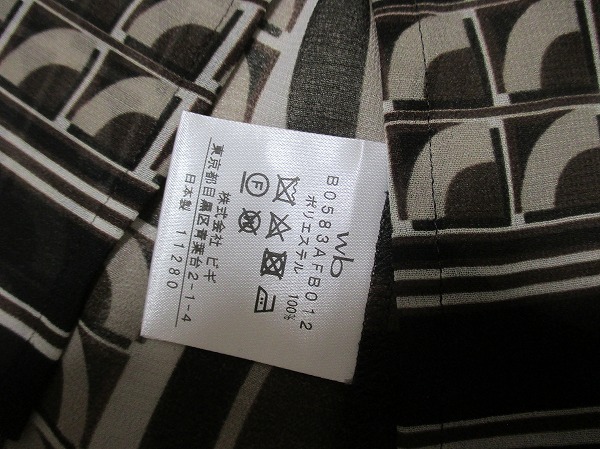 wb
B0583AFB012
ポリエステル 100%
F
株式会社 ビギ
東京都目黒区青葉台2-1-4
日本製 11280